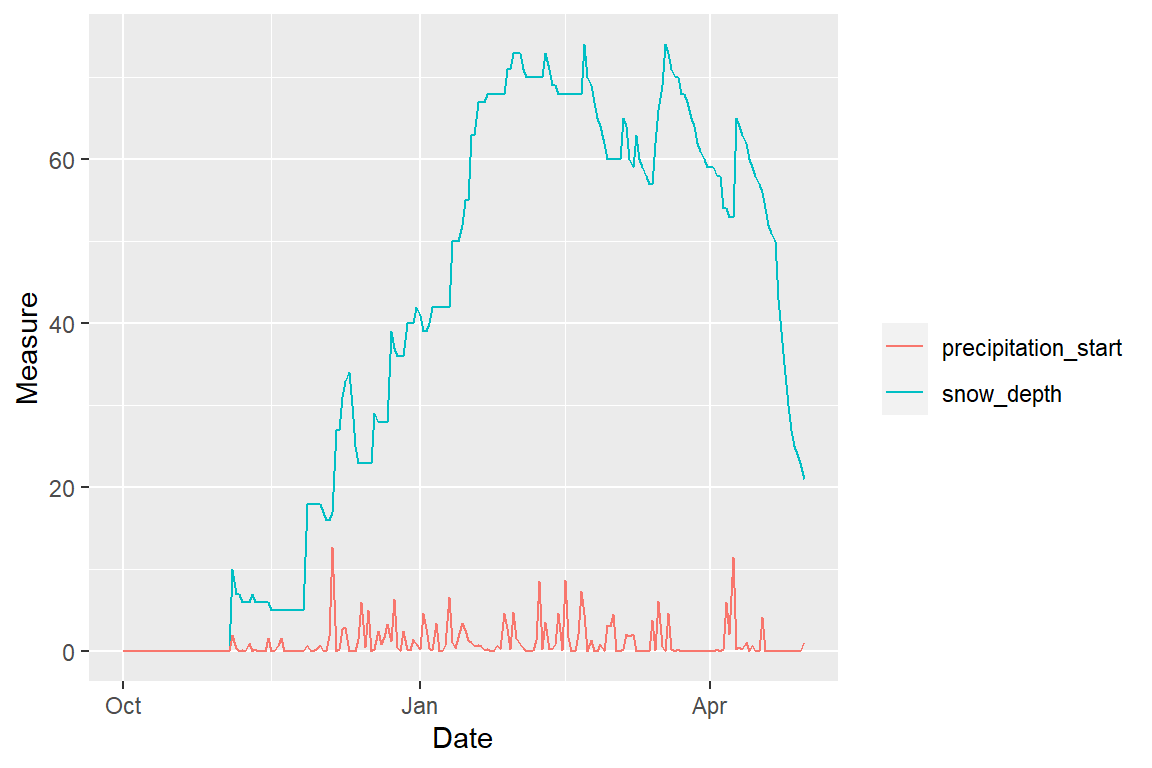 Measure
60
40
20
0
Oct
Jan
Apr
Date
precipitation_start
snow_depth